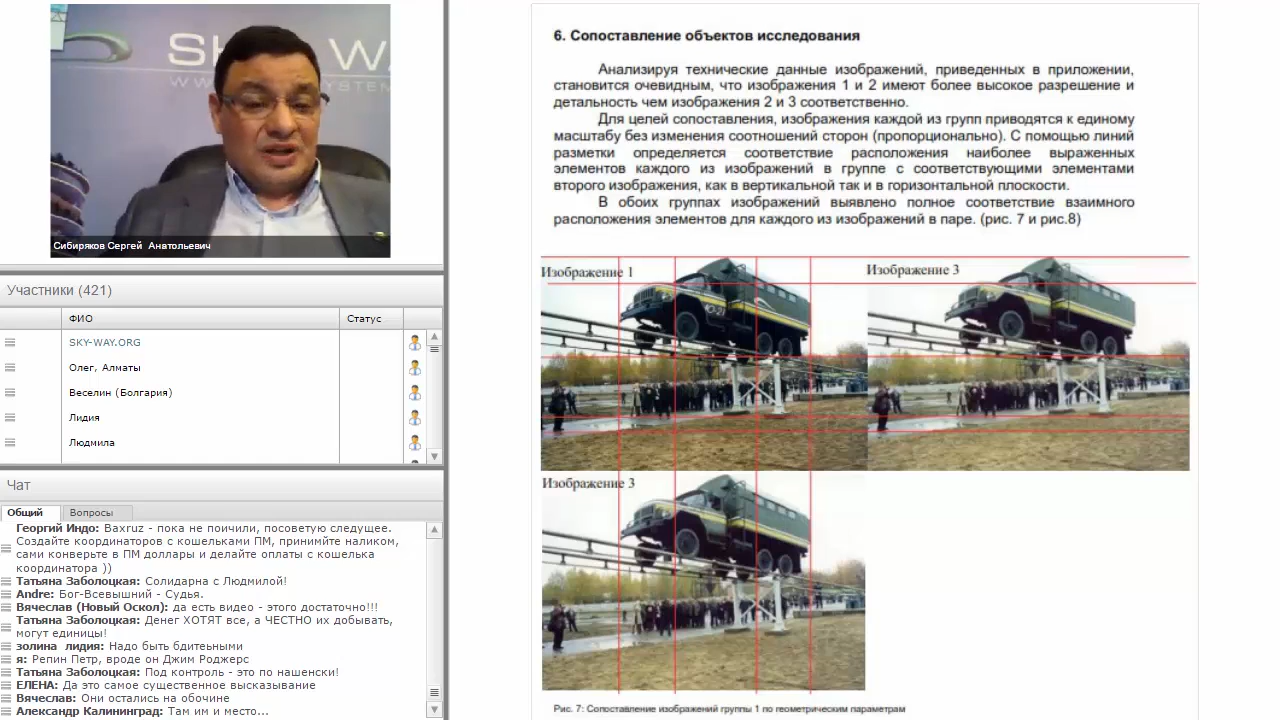 SKY WA
WWW
SYSTEM
Сибиряков Сергей Анатольевич
Участники (421)
ФИО
Статус
SKY-WAY.ORG
Олег, Алматы
Веселин (Болгария)
Лидия
Людмила
Чат
Общий
Вопросы
Георгий Индо: Baxruz - пока не поичили, посоветую следущее.
Создайте координаторов с кошельками ПМ, принимйте наликом,
сами конверьте в ПМ доллары и делайте оплаты с кошелька
координатора ))
Татьяна Заболоцкая: Солидарна с Людмилой!
Andre: Бог-Всевышний - Судья.
Вячеслав (Новый Оскол): да есть видео - этого достаточно!!!
Татьяна Заболоцкая: Денег ХОТЯТ все, а ЧЕСТНО их добывать,
могут единицы!
золина лидия: Надо быть бдитеьными
я: Репин Петр, вроде он Джим Роджерс
Татьяна Заболоцкая: Под контроль - это по нашенски!
ЕЛЕНА: Да это самое существенное высказывание
Вячеслав: Они остались на обочине
Александр Калининград: Там им и место...
6. Сопоставление объектов исследования
Анализируя технические данные изображений, приведенных в приложении,
становится очевидным, что изображения 1 и 2 имеют более высокое разрешение и
детальность чем изображения 2 и 3 соответственно.
Для целей сопоставления, изображения каждой из групп приводятся к единому
масштабу без изменения соотношений сторон (пропорционально). С помощью линий
разметки определяется соответствие расположения наиболее выраженных
элементов каждого из изображений в группе с соответствующими элементами
второго изображения, как в вертикальной так и в горизонтальной плоскости.
В обоих группах изображений выявлено полное соответствие взаимного
расположения элементов для каждого из изображений в паре. (рис. 7 и рис.8)
Изображение 1
Ю-21
Изображение 3
Изображение 3
Рис. 7: Сопоставление изображений группы 1 по геометрическим параметрам